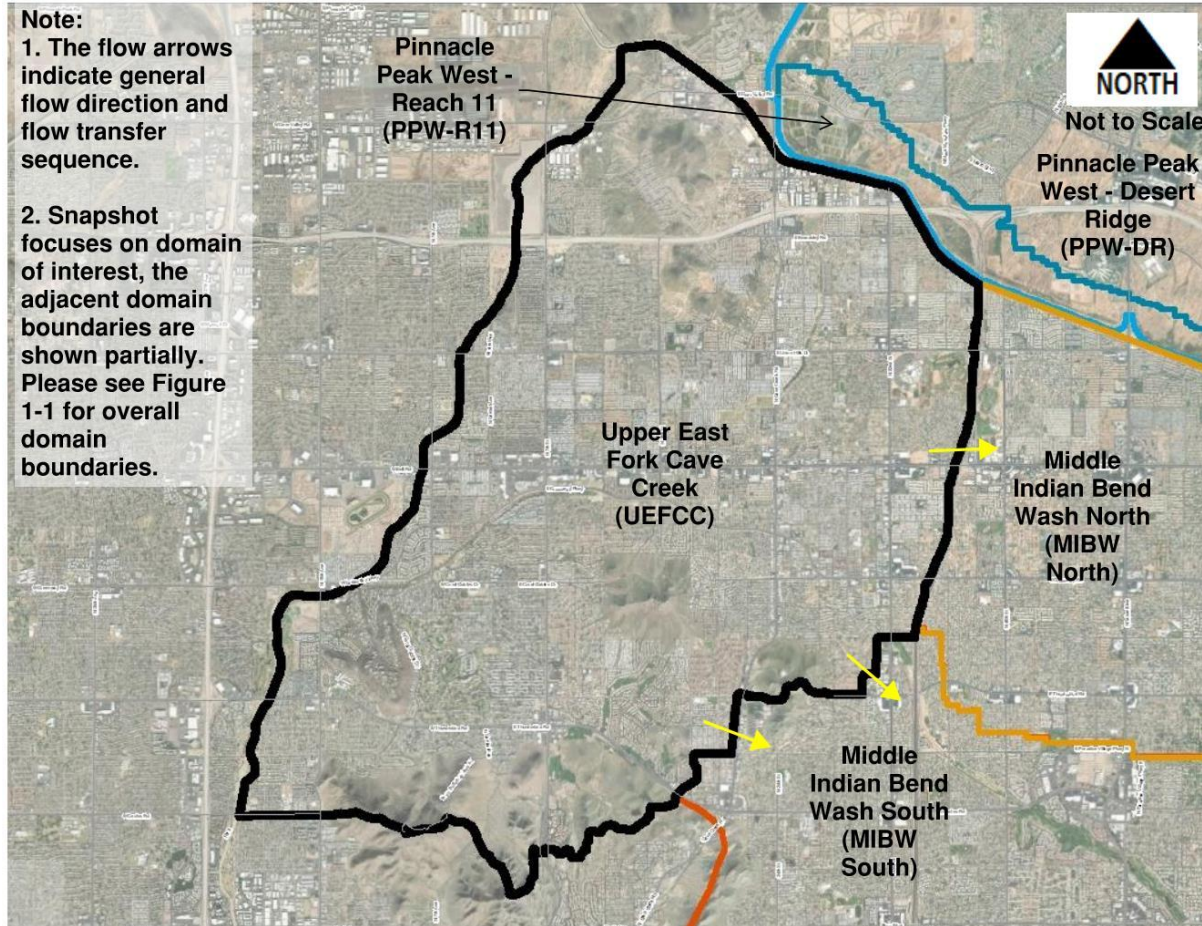 Note:
1. The flow arrows
indicate general
flow direction and
flow transfer
sequence.
2. Snapshot
focuses on domain
of interest, the
adjacent domain
boundaries are
shown partially.
Please see Figure
1-1 for overall
domain
boundaries.
Pinnacle
Peak West -
Reach 11
(PPW-R11)
NORTH
Not to Scale
Pinnacle Peak
West - Desert
Ridge
(PPW-DR)
Upper East
Fork Cave
Creek
(UEFCC)
Middle
Indian Bend
Wash North
(MIBW
North)
Middle
Indian Bend
Wash South
(MIBW
South)